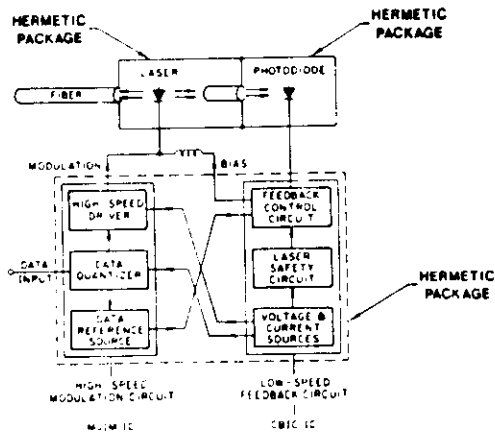 HERMETIC
PACKAGE
HERMETIC
PACKAGE
LASER
PHOTODIODE
FIBER
MODULATION
BIAS
HIGH SPEED
DRIVER
FEEDBACK
CONTROL
CIRCUIT
DATA
INPUT
DATA
QUANTIZER
LASER
SAFETY
CIRCUIT
HERMETIC
PACKAGE
DATA
REFERENCE
SOURCE
VOLTAGE &
CURRENT
SOURCES
HIGH-SPEED
MODULATION CIRCUIT
LOW-SPEED
FEEDBACK CIRCUIT
CBIC IC